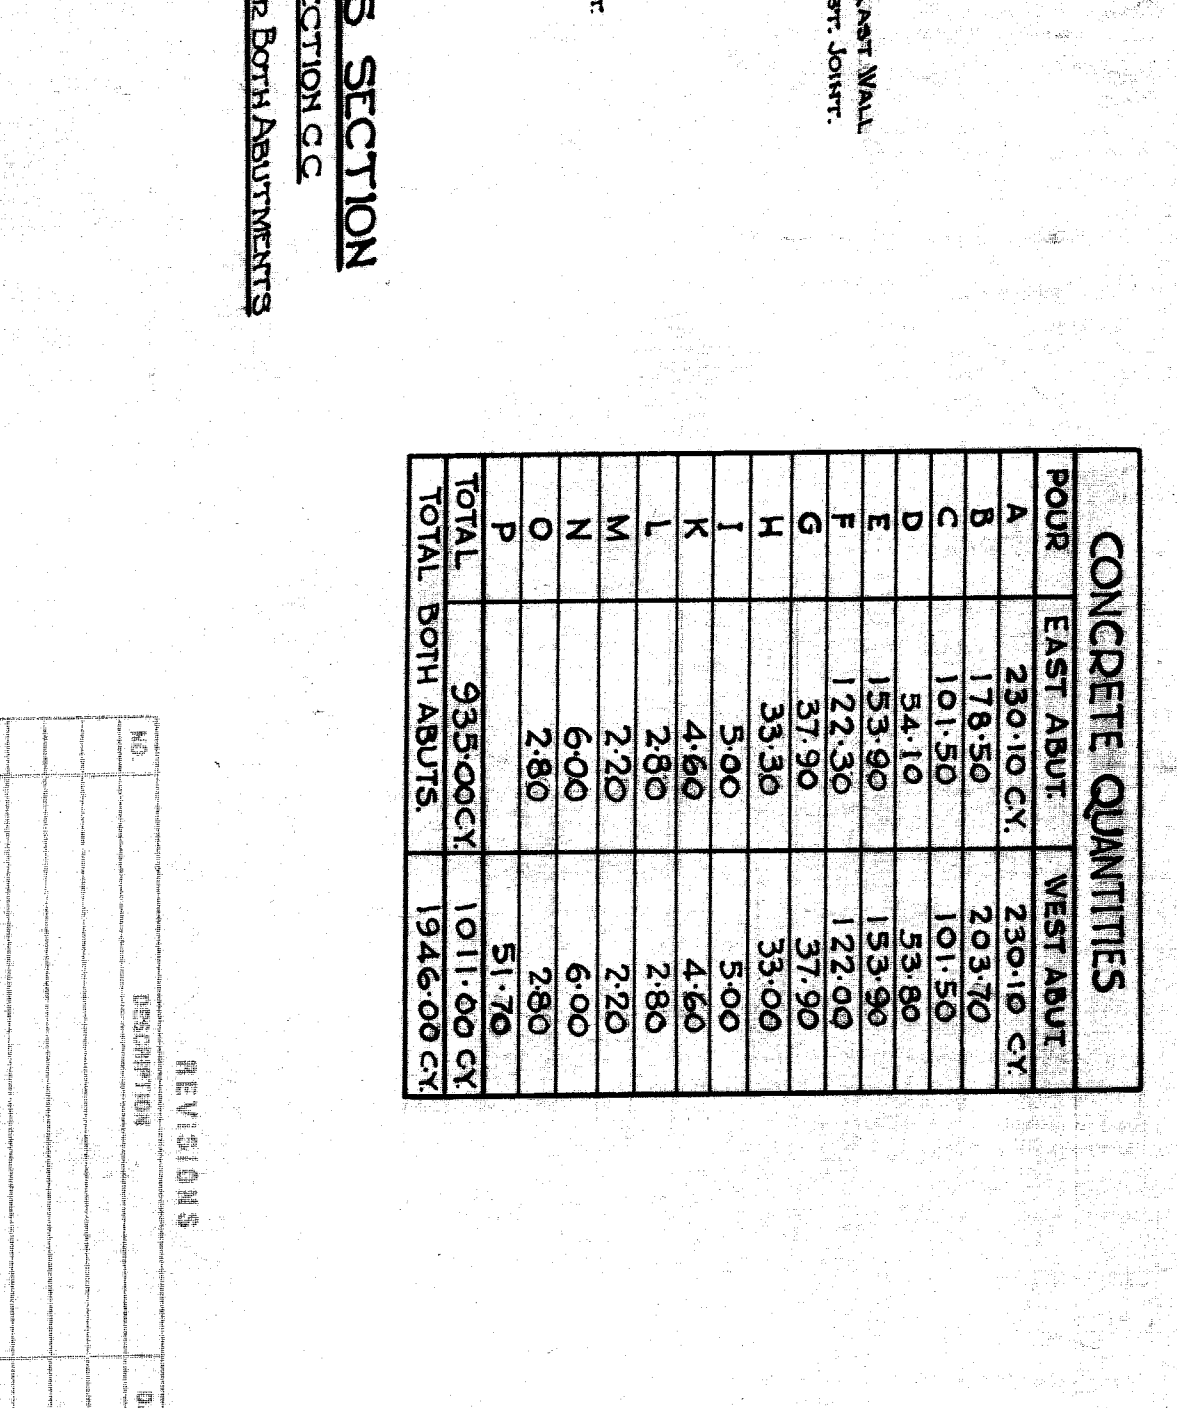 EAST WALL
ST. JOINT.
T.
S SECTION
ECTION C.C
R BOTH ABUTMENTS
CONCRETE QUANTITIES
POUR EAST ABUT. WEST ABUT
A 230.10 C.Y. 230.10 C.Y.
B 178.50 203.70
C 101.50 101.50
D 54.10 53.80
E 153.90 153.90
F 122.30 122.00
G 37.90 37.90
H 33.30 33.00
I 5.00 5.00
K 4.60 4.60
L 2.80 2.80
M 2.20 2.20
N 6.00 6.00
O 2.80 2.80
P 51.70
TOTAL 935.00 C.Y. 1011.00 C.Y.
TOTAL BOTH ABUTS. 1946.00 C.Y.
REVISIONS
NO. DESCRIPTION